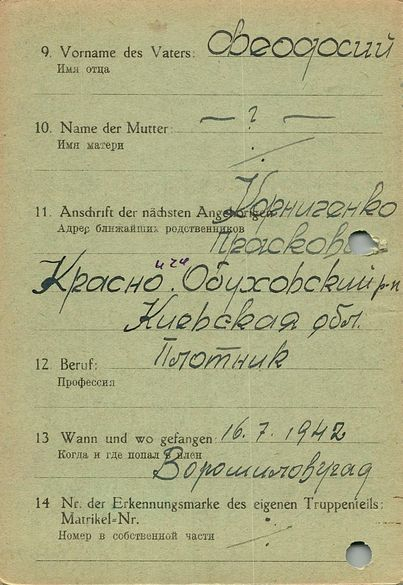 9. Vorname des Vaters: Феодосий
Имя отца
10. Name der Mutter: — ? —
Имя матери
·/·
11. Anschrift der nächsten Angehörigen Корниченко
Адрес ближайших родственников Прасковья
Красно . Обуховский р-н
Киевская обл.
12. Beruf: Плотник
Профессия
13 Wann und wo gefangen: 16. 7. 1942
Когда и где попал в плен
Ворошиловград
14 Nr. der Erkennungsmarke des eigenen Truppenteils:
Matrikel-Nr. ·/·
Номер в собственной части